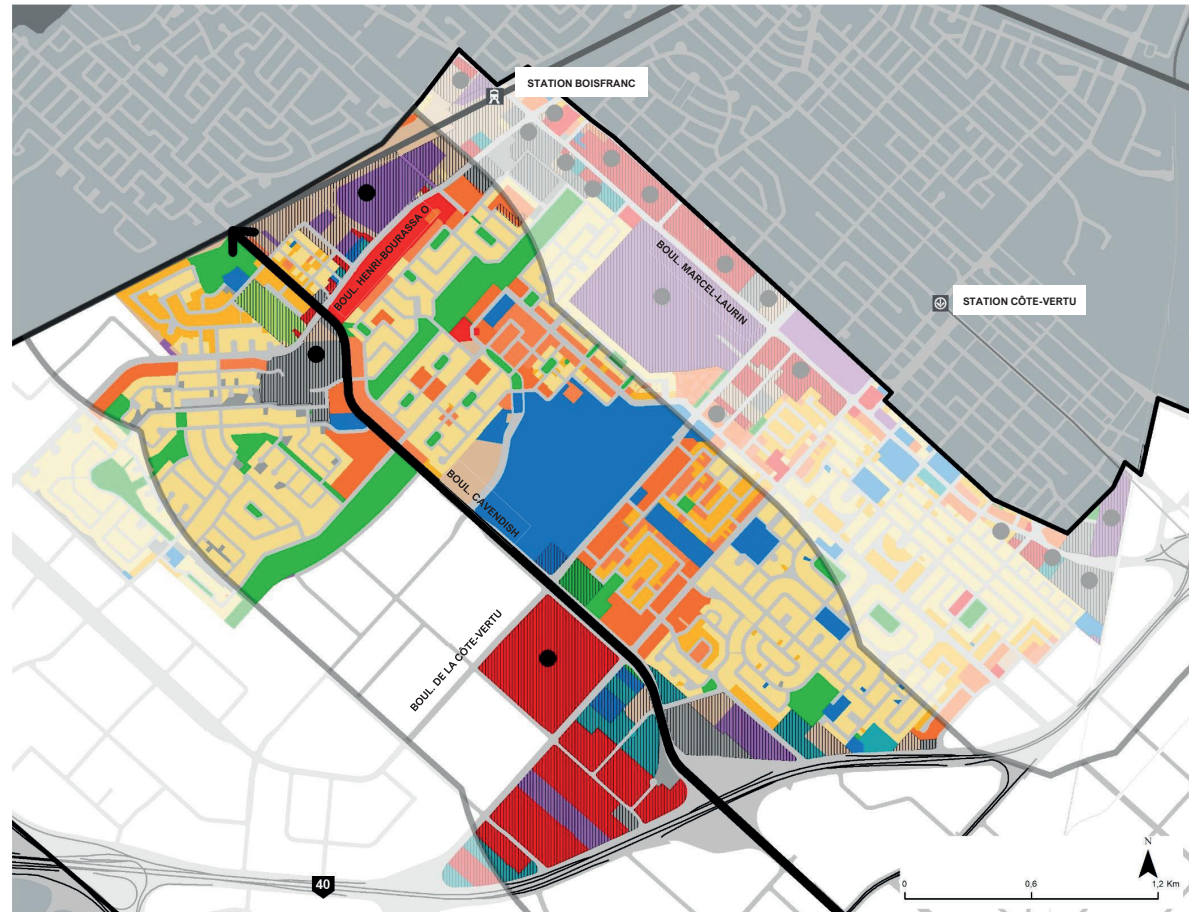 STATION BOISFRANC
BOUL. HENRI-BOURASSA O
BOUL. MARCEL-LAURIN
STATION CÔTE-VERTU
BOUL. CAVENDISH
BOUL. DE LA CÔTE-VERTU
40
N
0 0,6 1,2 Km